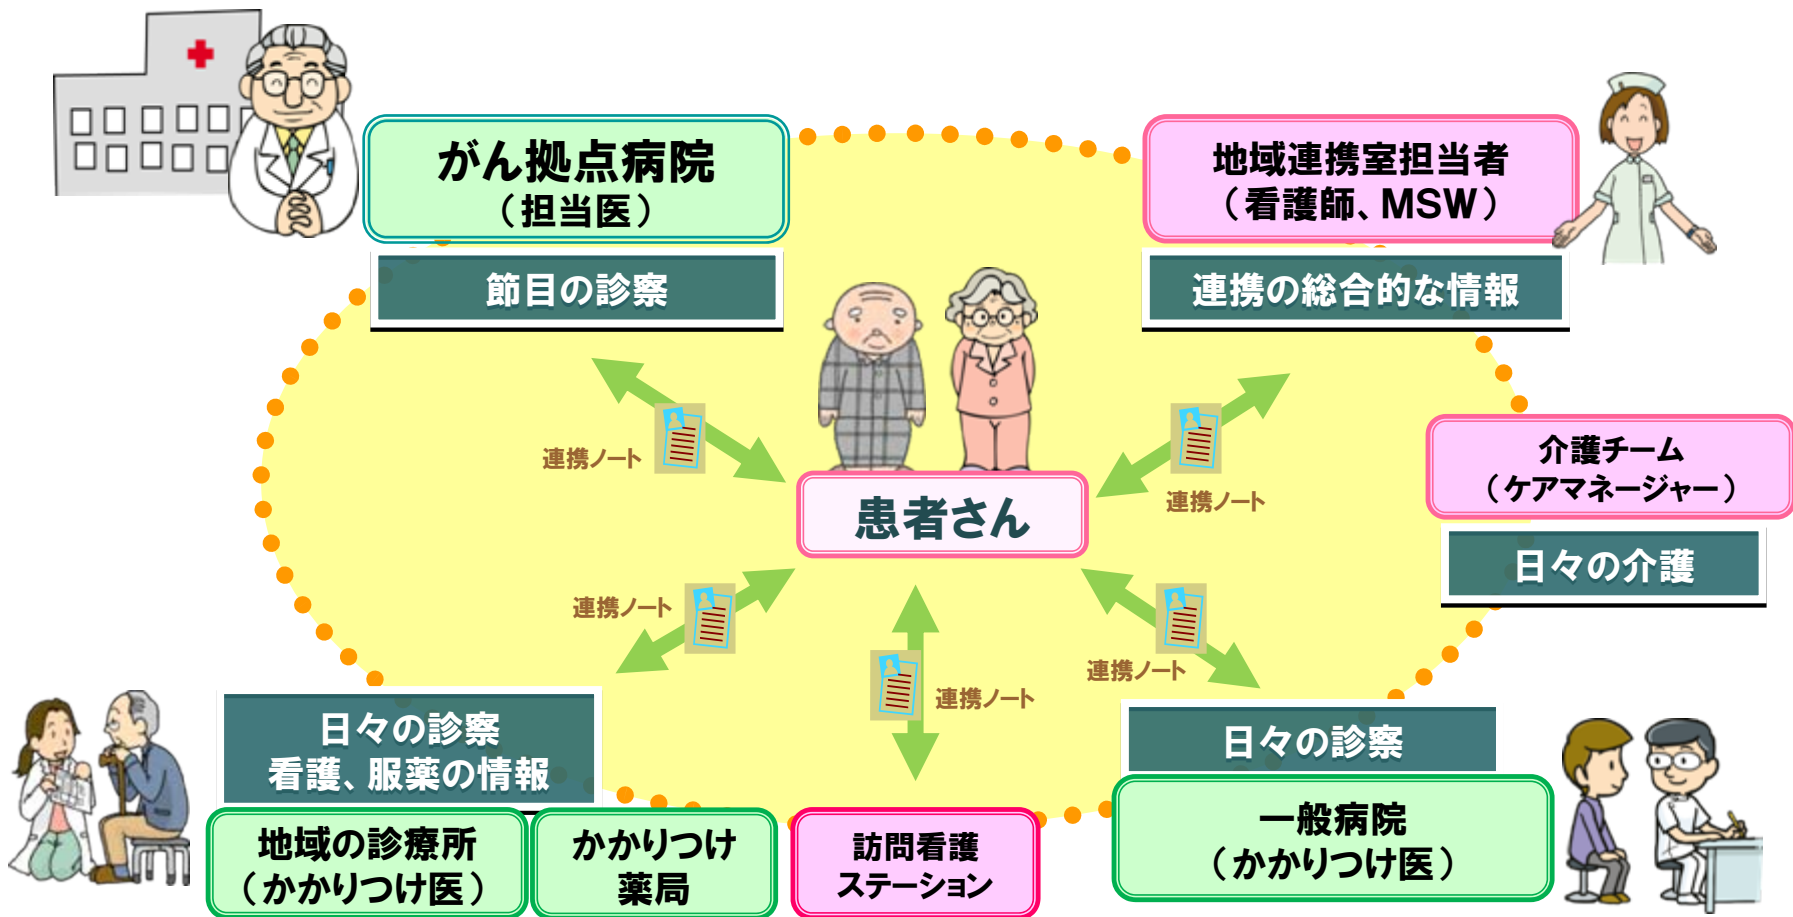 がん拠点病院
（担当医）
節目の診察
地域連携室担当者
（看護師、MSW）
連携の総合的な情報
連携ノート
連携ノート
介護チーム
（ケアマネージャー）
日々の介護
患者さん
連携ノート
連携ノート
連携ノート
日々の診察
看護、服薬の情報
地域の診療所
（かかりつけ医）
かかりつけ
薬局
訪問看護
ステーション
日々の診察
一般病院
（かかりつけ医）